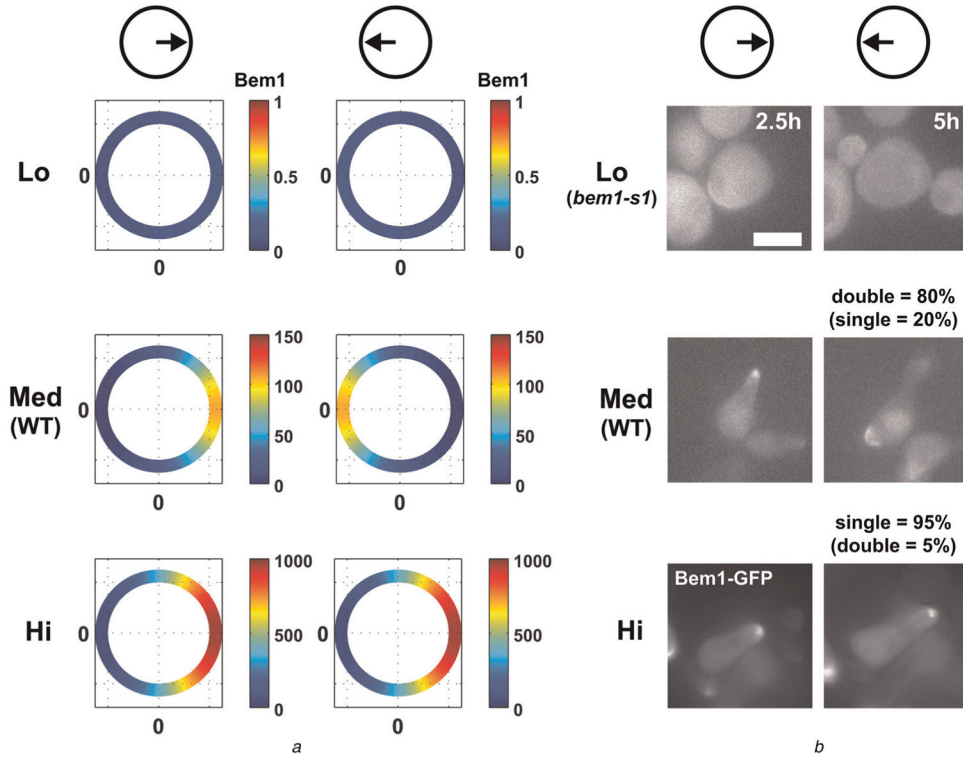 Bem1
Bem1
Lo
0
1
0.5
0
0
0
1
0.5
0
0
Lo
(bem1-s1)
2.5h
5h
Med
(WT)
0
150
100
50
0
0
0
150
100
50
0
0
double = 80%
(single = 20%)
Med
(WT)
Hi
0
1000
500
0
0
0
1000
500
0
0
single = 95%
(double = 5%)
Hi
Bem1-GFP
a
b